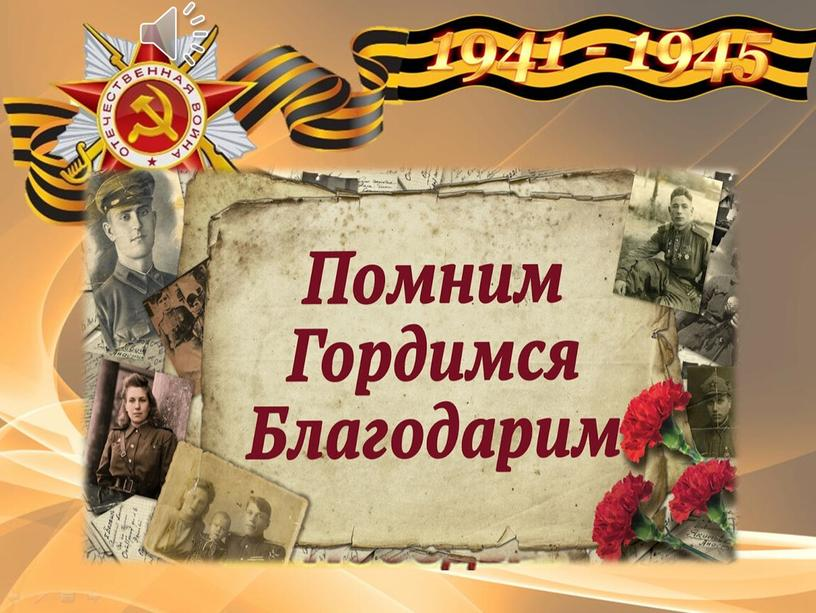 1941 - 1945
ОТЕЧЕСТВЕННАЯ ВОЙНА
Помним
Гордимся
Благодарим